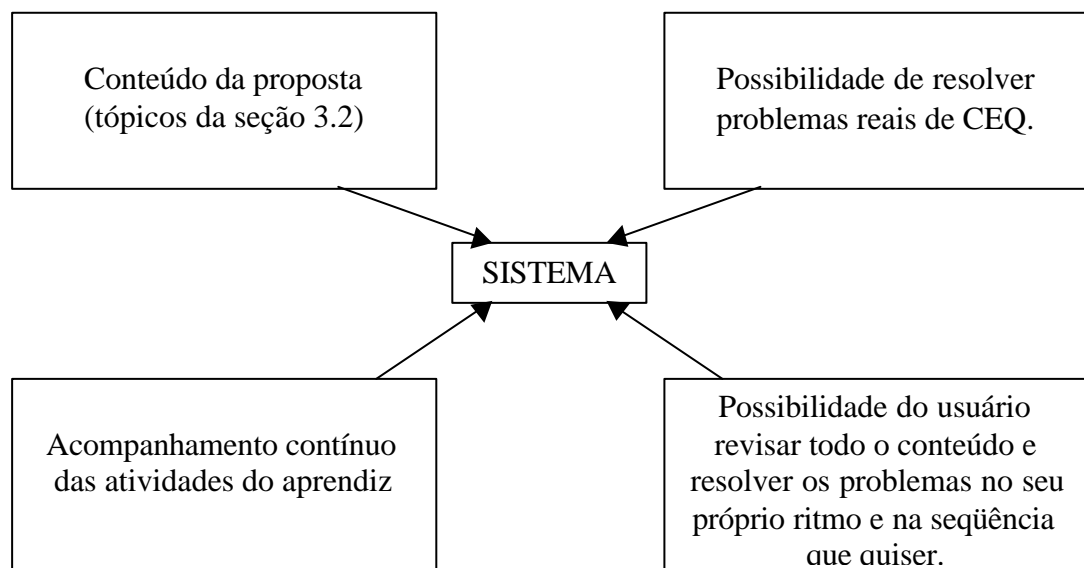 Conteúdo da proposta
(tópicos da seção 3.2)
Possibilidade de resolver
problemas reais de CEQ.
SISTEMA
Acompanhamento contínuo
das atividades do aprendiz
Possibilidade do usuário
revisar todo o conteúdo e
resolver os problemas no seu
próprio ritmo e na seqüência
que quiser.